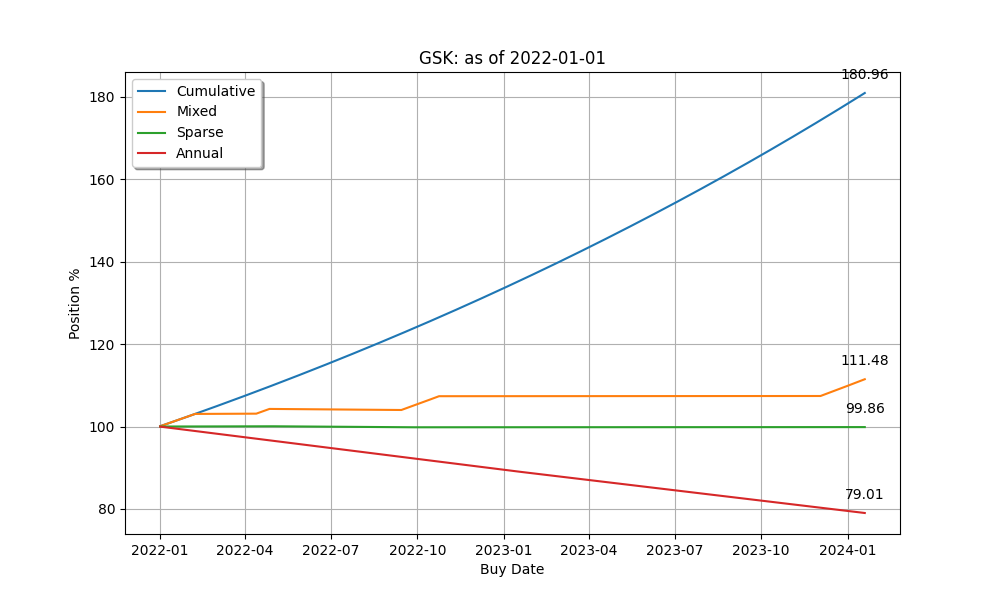 GSK: as of 2022-01-01
180.96
Cumulative
Mixed
Sparse
Annual
180
160
140
120
100
80
Position %
111.48
99.86
79.01
2022-01 2022-04 2022-07 2022-10 2023-01 2023-04 2023-07 2023-10 2024-01
Buy Date